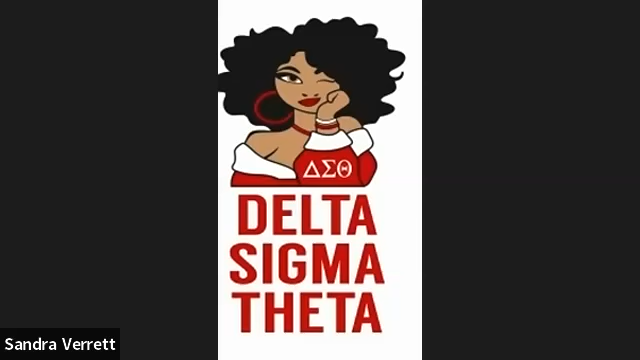 ΔΣΘ
DELTA
SIGMA
THETA
Sandra Verrett